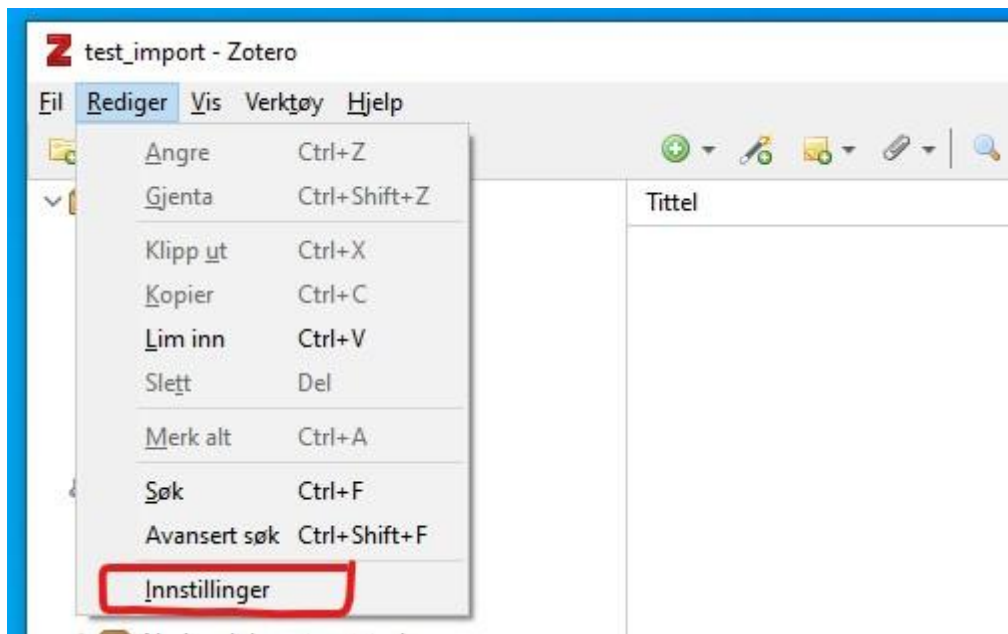 test_import - Zotero
Fil Rediger Vis Verktøy Hjelp
Angre Ctrl+Z
Gjenta Ctrl+Shift+Z
Klipp ut Ctrl+X
Kopier Ctrl+C
Lim inn Ctrl+V
Slett Del
Merk alt Ctrl+A
Søk Ctrl+F
Avansert søk Ctrl+Shift+F
Innstillinger
Tittel